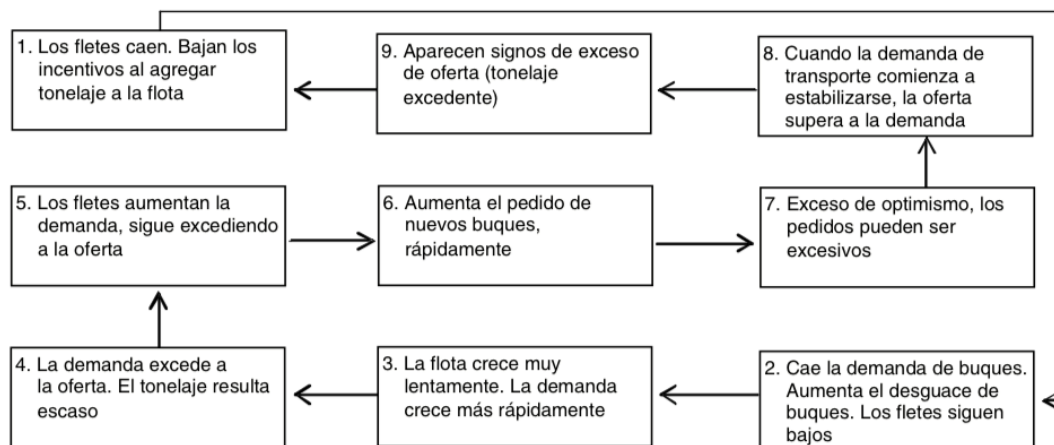 1. Los fletes caen. Bajan los
incentivos al agregar
tonelaje a la flota
9. Aparecen signos de exceso
de oferta (tonelaje
excedente)
8. Cuando la demanda de
transporte comienza a
estabilizarse, la oferta
supera a la demanda
5. Los fletes aumentan la
demanda, sigue excediendo
a la oferta
6. Aumenta el pedido de
nuevos buques,
rápidamente
7. Exceso de optimismo, los
pedidos pueden ser
excesivos
4. La demanda excede a
la oferta. El tonelaje resulta
escaso
3. La flota crece muy
lentamente. La demanda
crece más rápidamente
2. Cae la demanda de buques.
Aumenta el desguace de
buques. Los fletes siguen
bajos